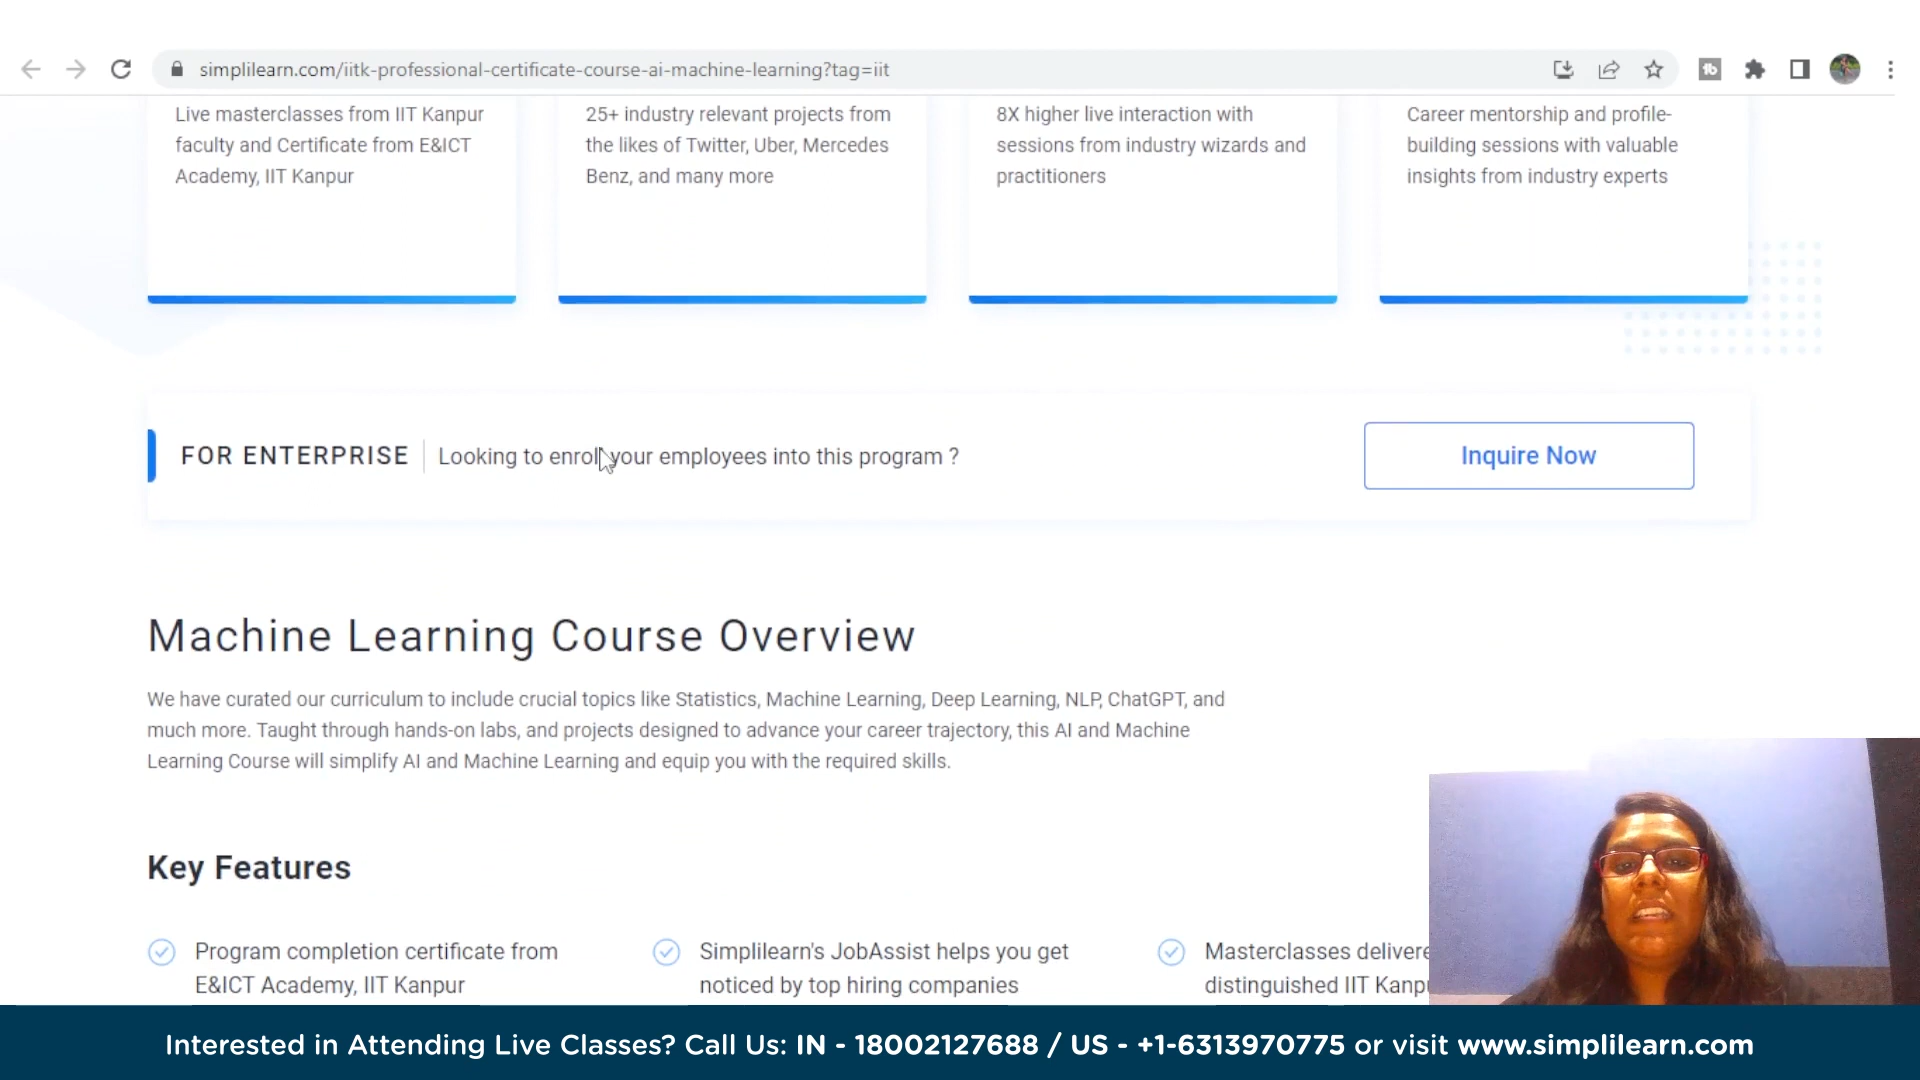 simplilearn.com/iitk-professional-certificate-course-ai-machine-learning?tag=iit
Live masterclasses from IIT Kanpur
faculty and Certificate from E&ICT
Academy, IIT Kanpur
25+ industry relevant projects from
the likes of Twitter, Uber, Mercedes
Benz, and many more
8X higher live interaction with
sessions from industry wizards and
practitioners
Career mentorship and profile-
building sessions with valuable
insights from industry experts
FOR ENTERPRISE Looking to enroll your employees into this program ?
Inquire Now
Machine Learning Course Overview
We have curated our curriculum to include crucial topics like Statistics, Machine Learning, Deep Learning, NLP, ChatGPT, and
much more. Taught through hands-on labs, and projects designed to advance your career trajectory, this AI and Machine
Learning Course will simplify AI and Machine Learning and equip you with the required skills.
Key Features
Program completion certificate from
E&ICT Academy, IIT Kanpur
Simplilearn's JobAssist helps you get
noticed by top hiring companies
Masterclasses
distinguished IIT
Interested in Attending Live Classes? Call Us: IN - 18002127688 / US - +1-6313970775 or visit www.simplilearn.com